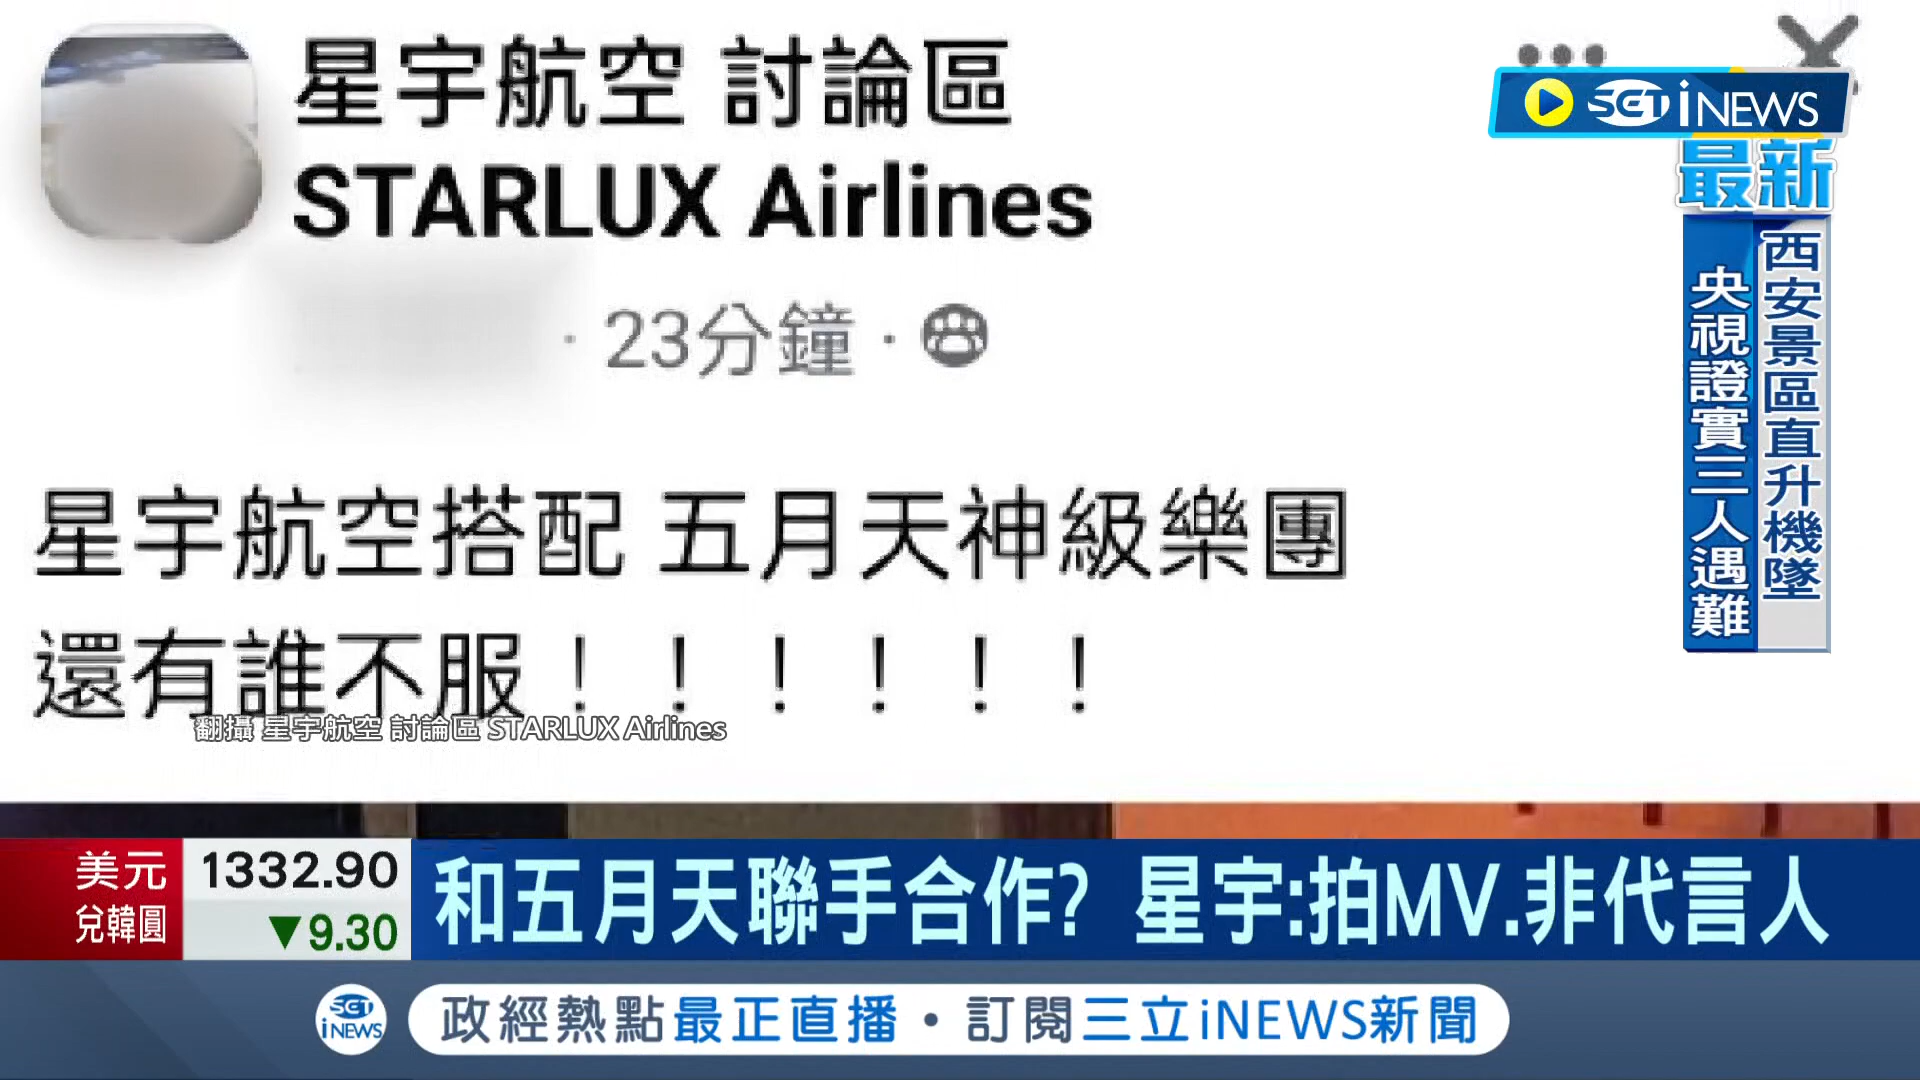 星宇航空 討論區
STARLUX Airlines
· 23分鐘 ·
星宇航空搭配 五月天神級樂團
還有誰不服！！！！！！
翻攝 星宇航空 討論區 STARLUX Airlines
SET iNEWS
最新
西安景區直升機墜
央視證實三人遇難
美元
兌韓圓
1332.90
▼9.30
和五月天聯手合作? 星宇:拍MV.非代言人
SET iNEWS
政經熱點最正直播・訂閱三立iNEWS新聞